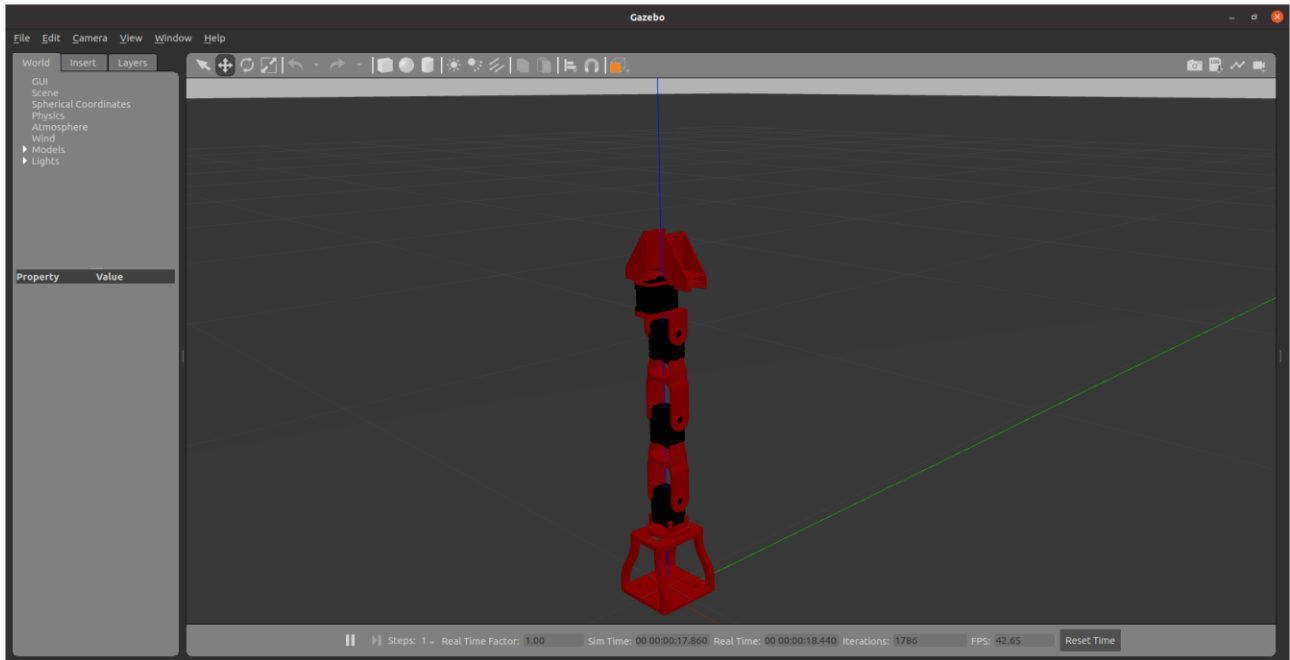 Gazebo
File Edit Camera View Window Help
World Insert Layers
GUI
Scene
Spherical Coordinates
Physics
Atmosphere
Wind
Models
Lights
Property Value
Steps: 1 Real Time Factor: 1.00 Sim Time: 00 00:00:17.860 Real Time: 00 00:00:18.440 Iterations: 1786 FPS: 42.65 Reset Time